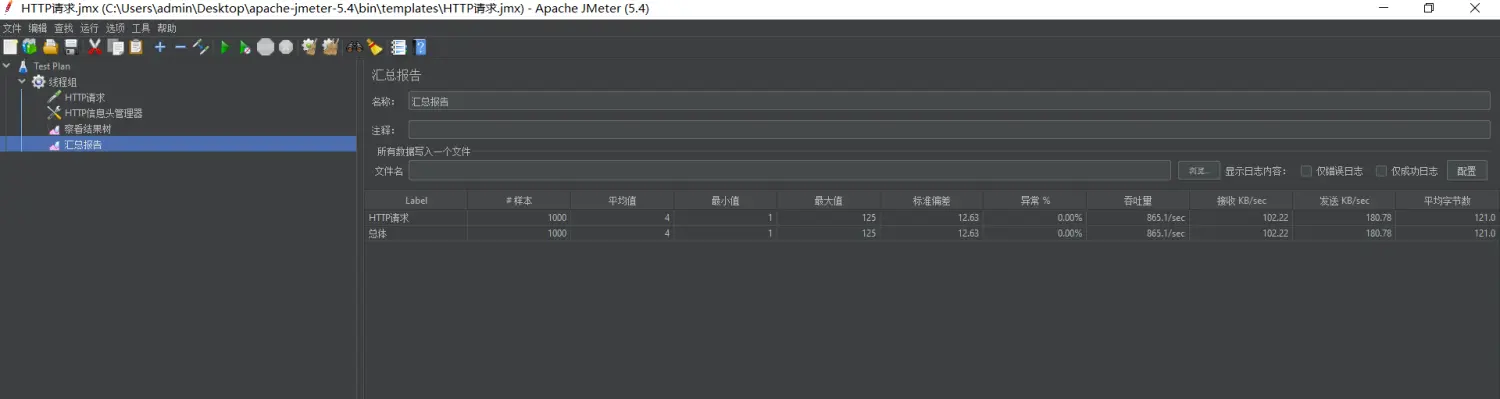 HTTP请求.jmx (C:\Users\admin\Desktop\apache-jmeter-5.4\bin\templates\HTTP请求.jmx) - Apache JMeter (5.4)
文件 编辑 查找 运行 选项 工具 帮助
Test Plan
线程组
HTTP请求
HTTP信息头管理器
察看结果树
汇总报告
汇总报告
名称： 汇总报告
注释：
所有数据写入一个文件
文件名 浏览... 显示日志内容： 仅错误日志 仅成功日志 配置
Label # 样本 平均值 最小值 最大值 标准偏差 异常 % 吞吐量 接收 KB/sec 发送 KB/sec 平均字节数
HTTP请求 1000 4 1 125 12.63 0.00% 865.1/sec 102.22 180.78 121.0
总体 1000 4 1 125 12.63 0.00% 865.1/sec 102.22 180.78 121.0